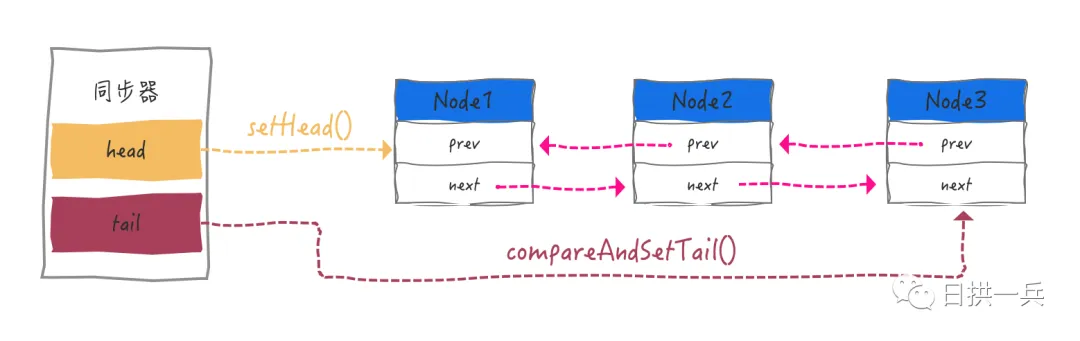 同步器
head
tail
setHead()
Node1
prev
next
Node2
prev
next
Node3
prev
next
compareAndSetTail()
日拱一兵